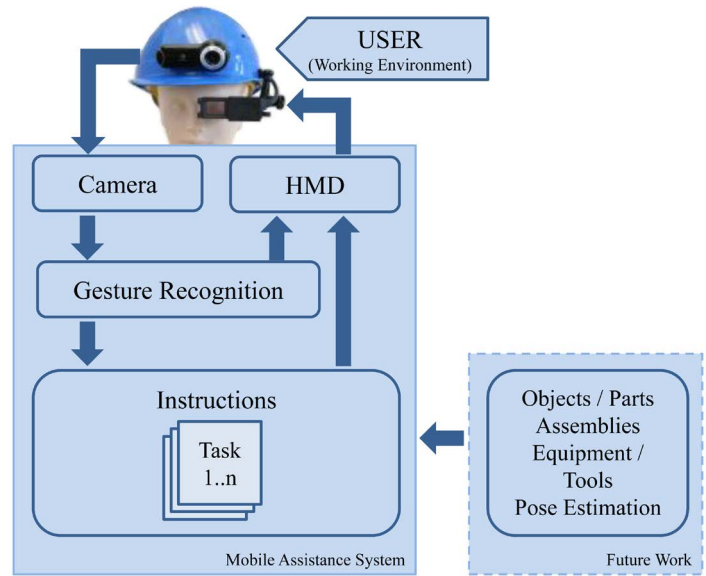 USER
(Working Environment)
Camera
HMD
Gesture Recognition
Instructions
Task
1..n
Mobile Assistance System
Objects / Parts
Assemblies
Equipment /
Tools
Pose Estimation
Future Work